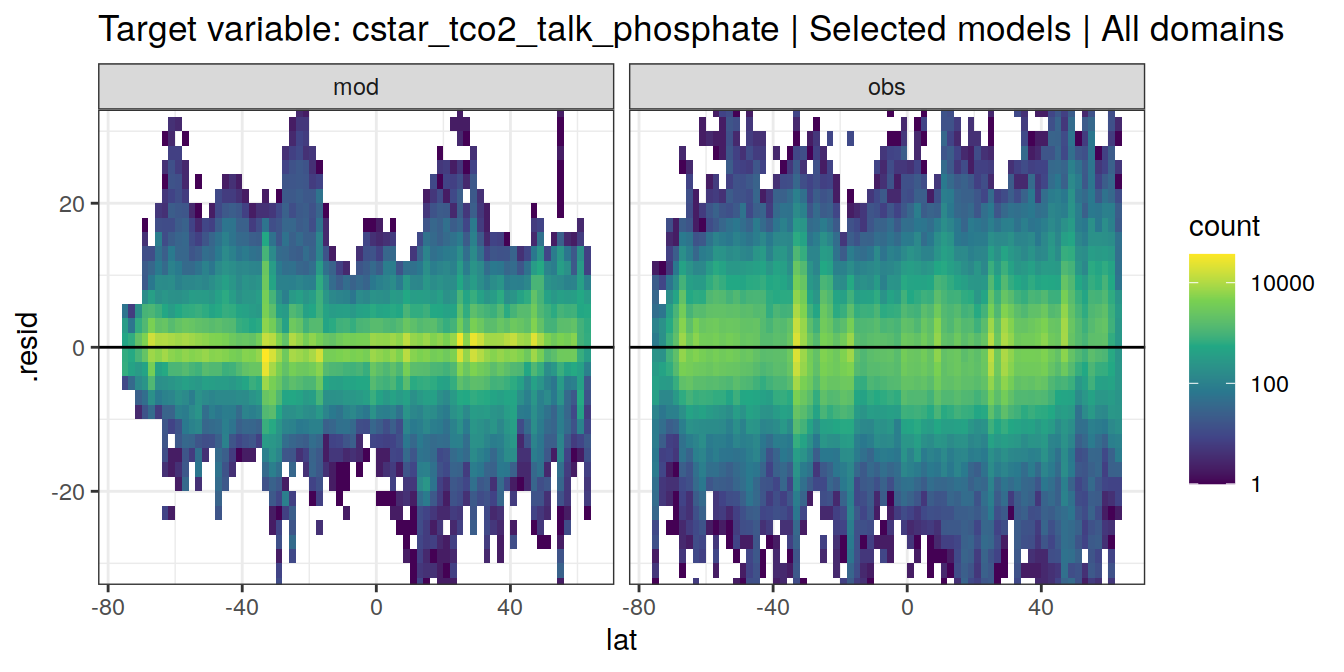 Target variable: cstar_tco2_talk_phosphate | Selected models | All domains
mod
obs
.resid
20
0
-20
-80
-40
0
40
-80
-40
0
40
lat
count
10000
100
1